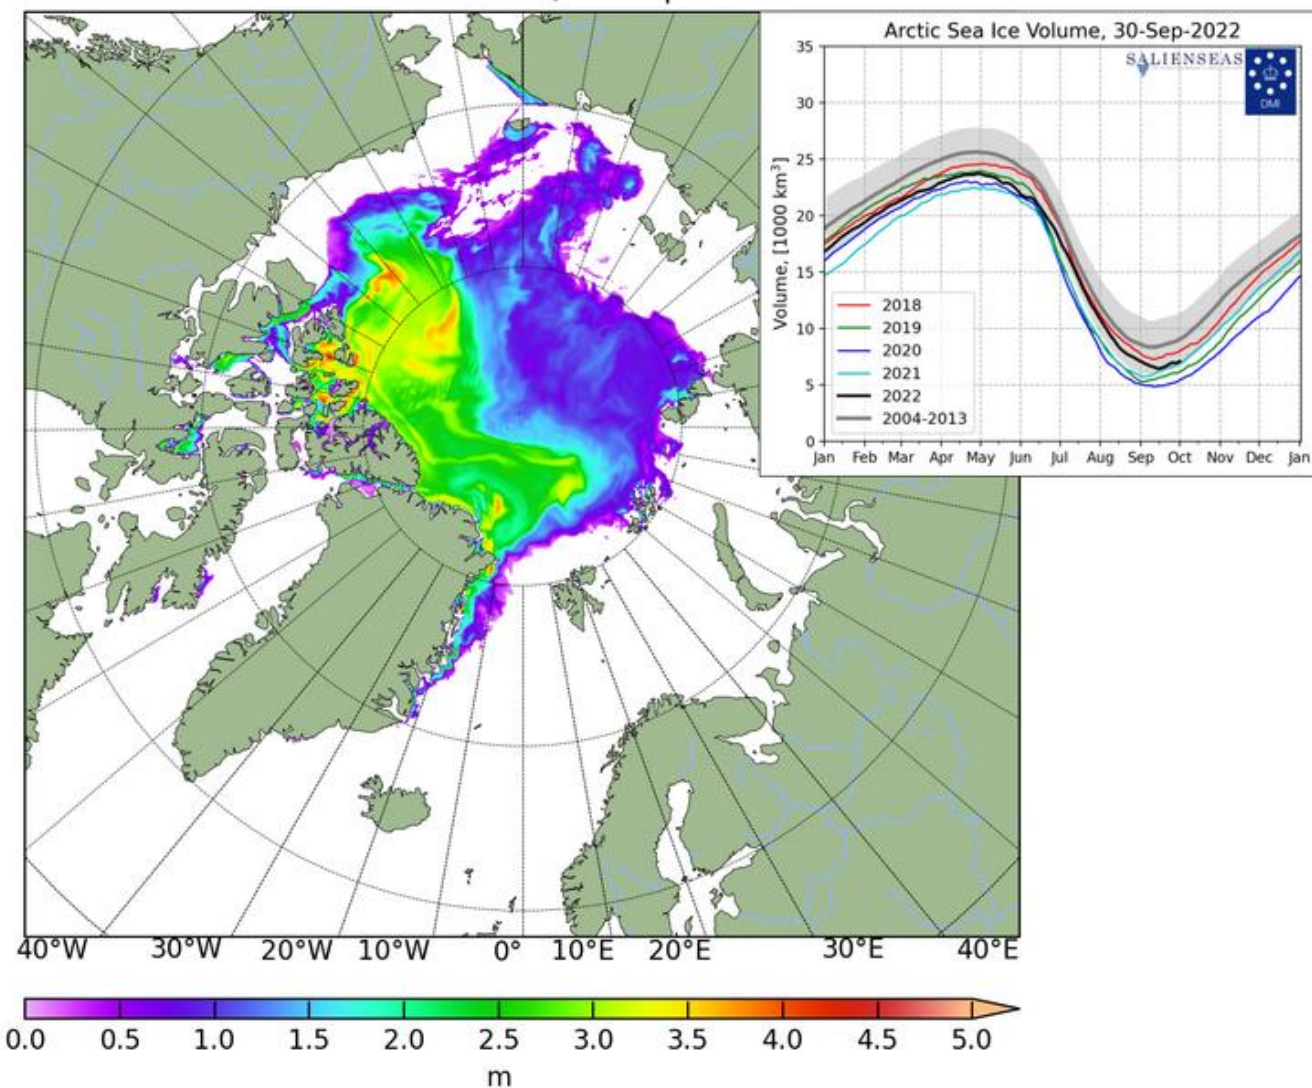 Arctic Sea Ice Volume, 30-Sep-2022
SALIENSEAS
DMI
Volume, [1000 km³]
35
30
25
20
15
10
5
0
2018
2019
2020
2021
2022
2004-2013
Jan Feb Mar Apr May Jun Jul Aug Sep Oct Nov Dec Jan
40°W 30°W 20°W 10°W 0° 10°E 20°E 30°E 40°E
0.0 0.5 1.0 1.5 2.0 2.5 3.0 3.5 4.0 4.5 5.0
m